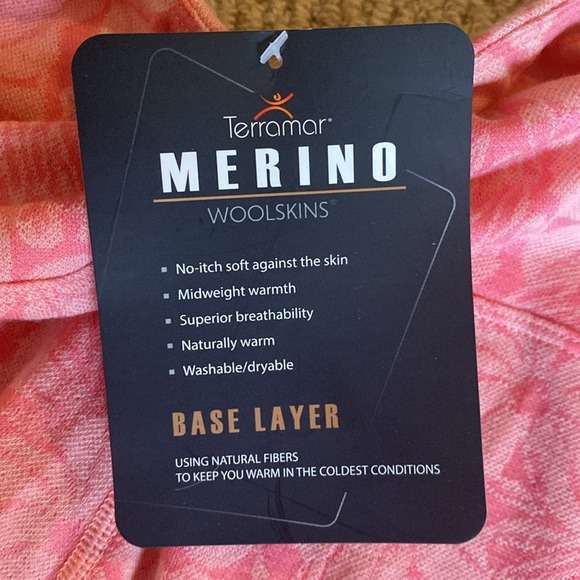 Terramar®
MERINO
WOOLSKINS®
▪ No-itch soft against the skin
▪ Midweight warmth
▪ Superior breathability
▪ Naturally warm
▪ Washable/dryable
BASE LAYER
USING NATURAL FIBERS
TO KEEP YOU WARM IN THE COLDEST CONDITIONS